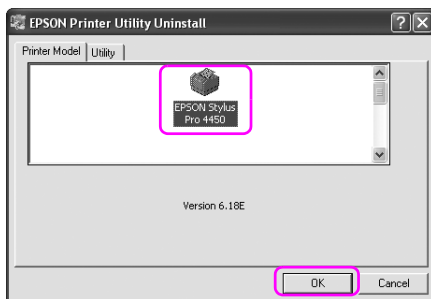 EPSON Printer Utility Uninstall
Printer Model
Utility
EPSON Stylus
Pro 4450
Version 6.18E
OK
Cancel